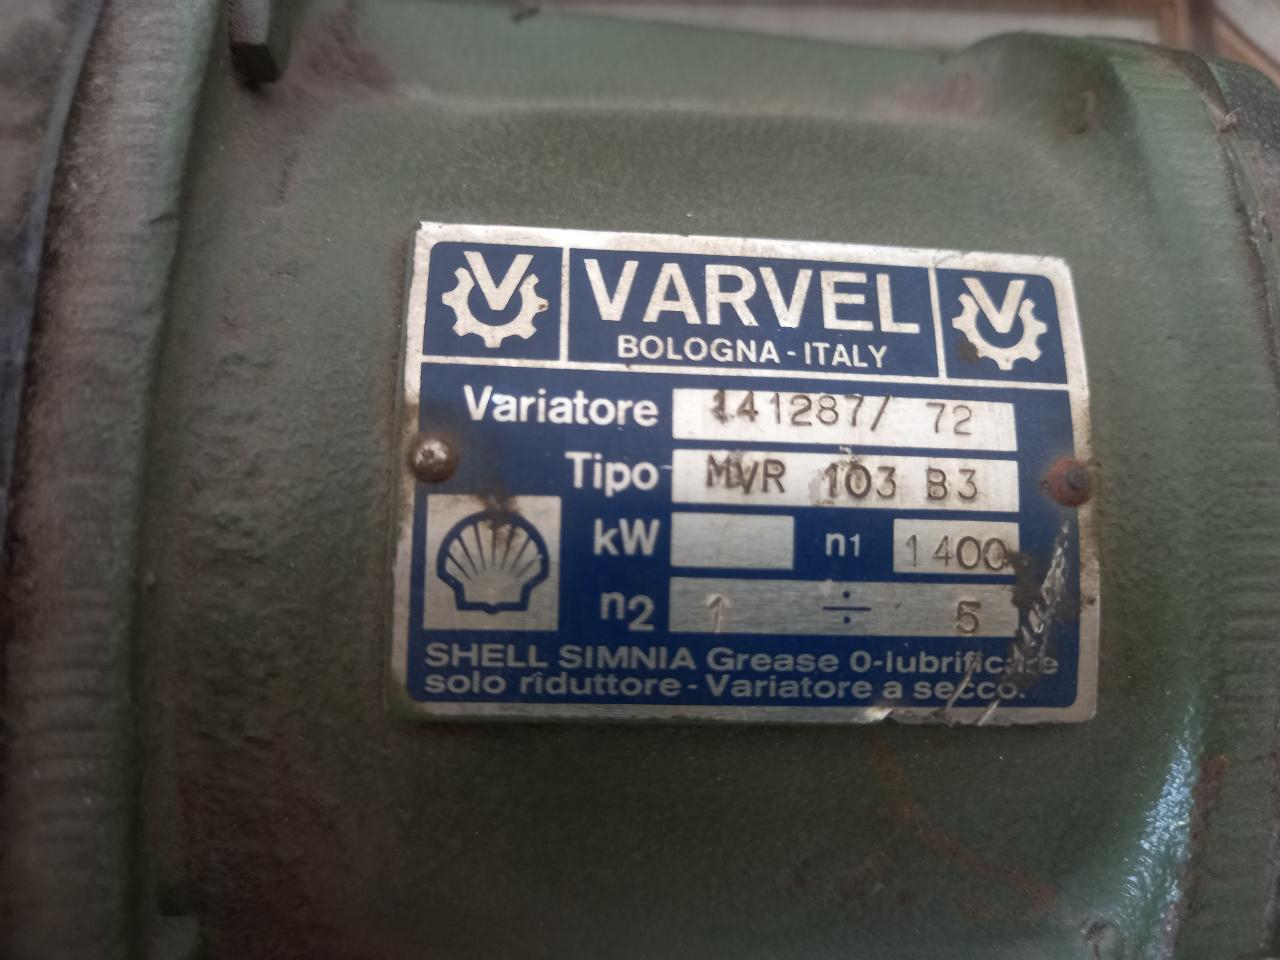 V
VARVEL
V
BOLOGNA - ITALY
Variatore 141287/ 72
Tipo MVR 103 B3
kW n1 1400
n2 1 ÷ 5
SHELL SIMNIA Grease 0-lubrificare
solo riduttore - Variatore a secco.